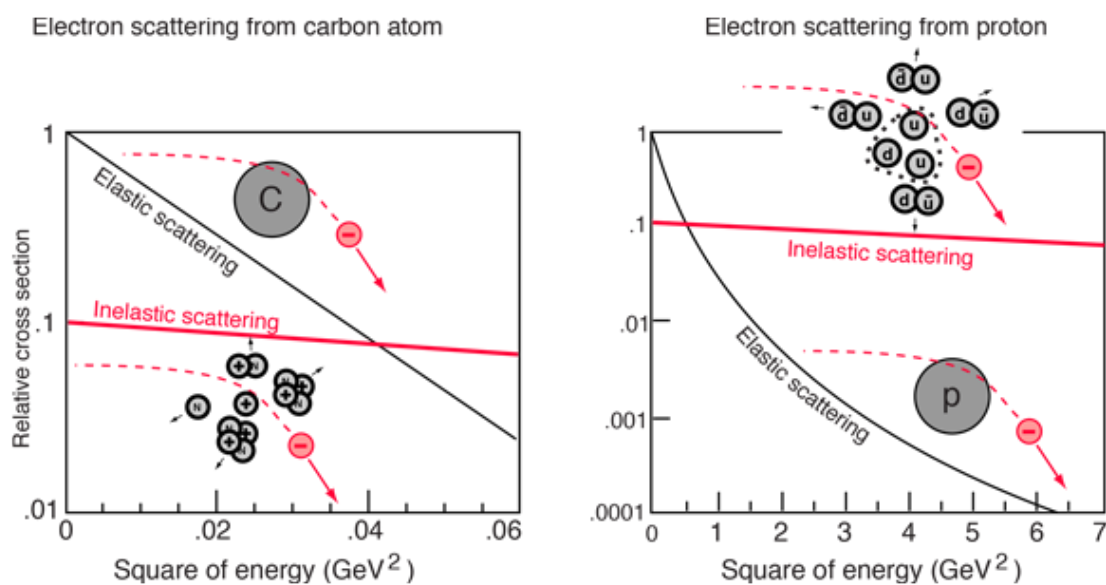 Electron scattering from carbon atom
Electron scattering from proton
1
.1
.01
Relative cross section
Elastic scattering
C
−
Inelastic scattering
+ N
N + N + + N
N
+
N + + N
−
0
.02
.04
.06
Square of energy (GeV²)
d̄ u
d̄ u
d ū
u
d u
d ū
−
1
.1
.01
.001
.0001
Inelastic scattering
Elastic scattering
p
−
0
1
2
3
4
5
6
7
Square of energy (GeV²)